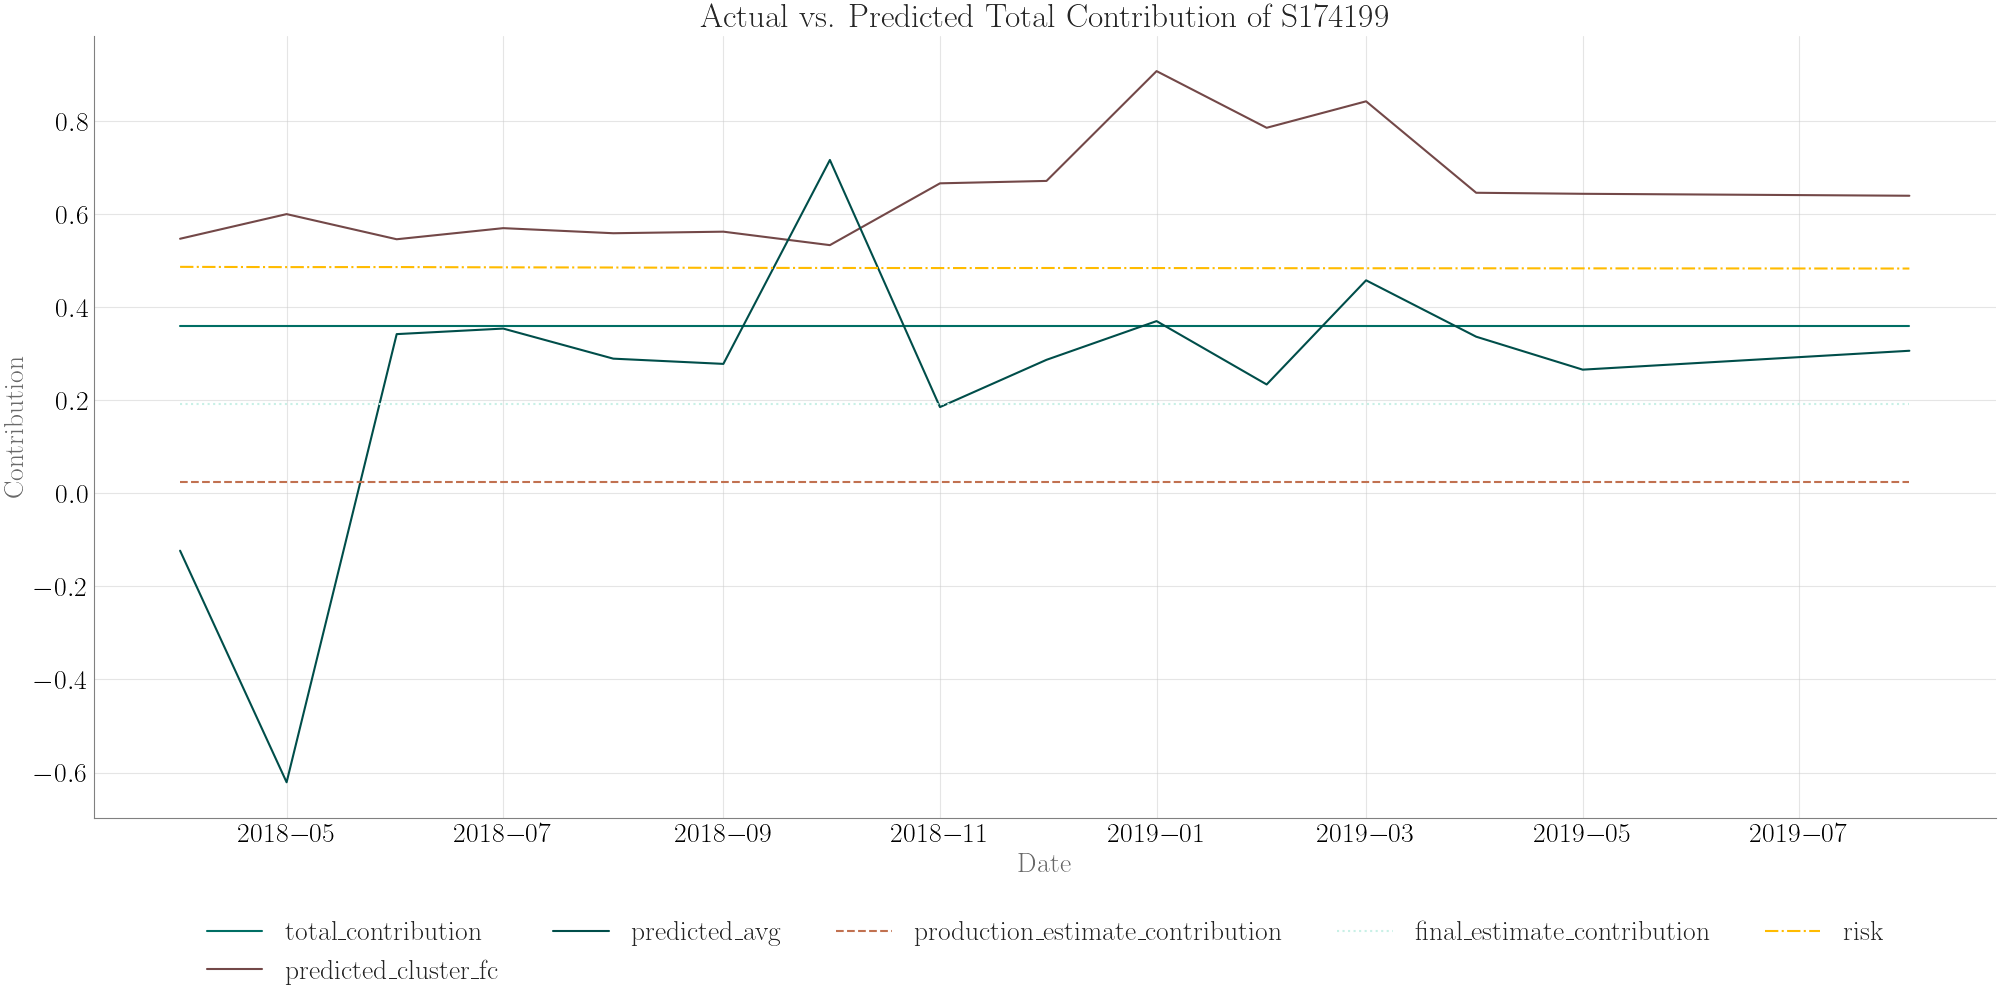 Actual vs. Predicted Total Contribution of S174199
Contribution
0.8
0.6
0.4
0.2
0.0
−0.2
−0.4
−0.6
2018−05 2018−07 2018−09 2018−11 2019−01 2019−03 2019−05 2019−07
Date
total_contribution predicted_avg production_estimate_contribution final_estimate_contribution risk
predicted_cluster_fc